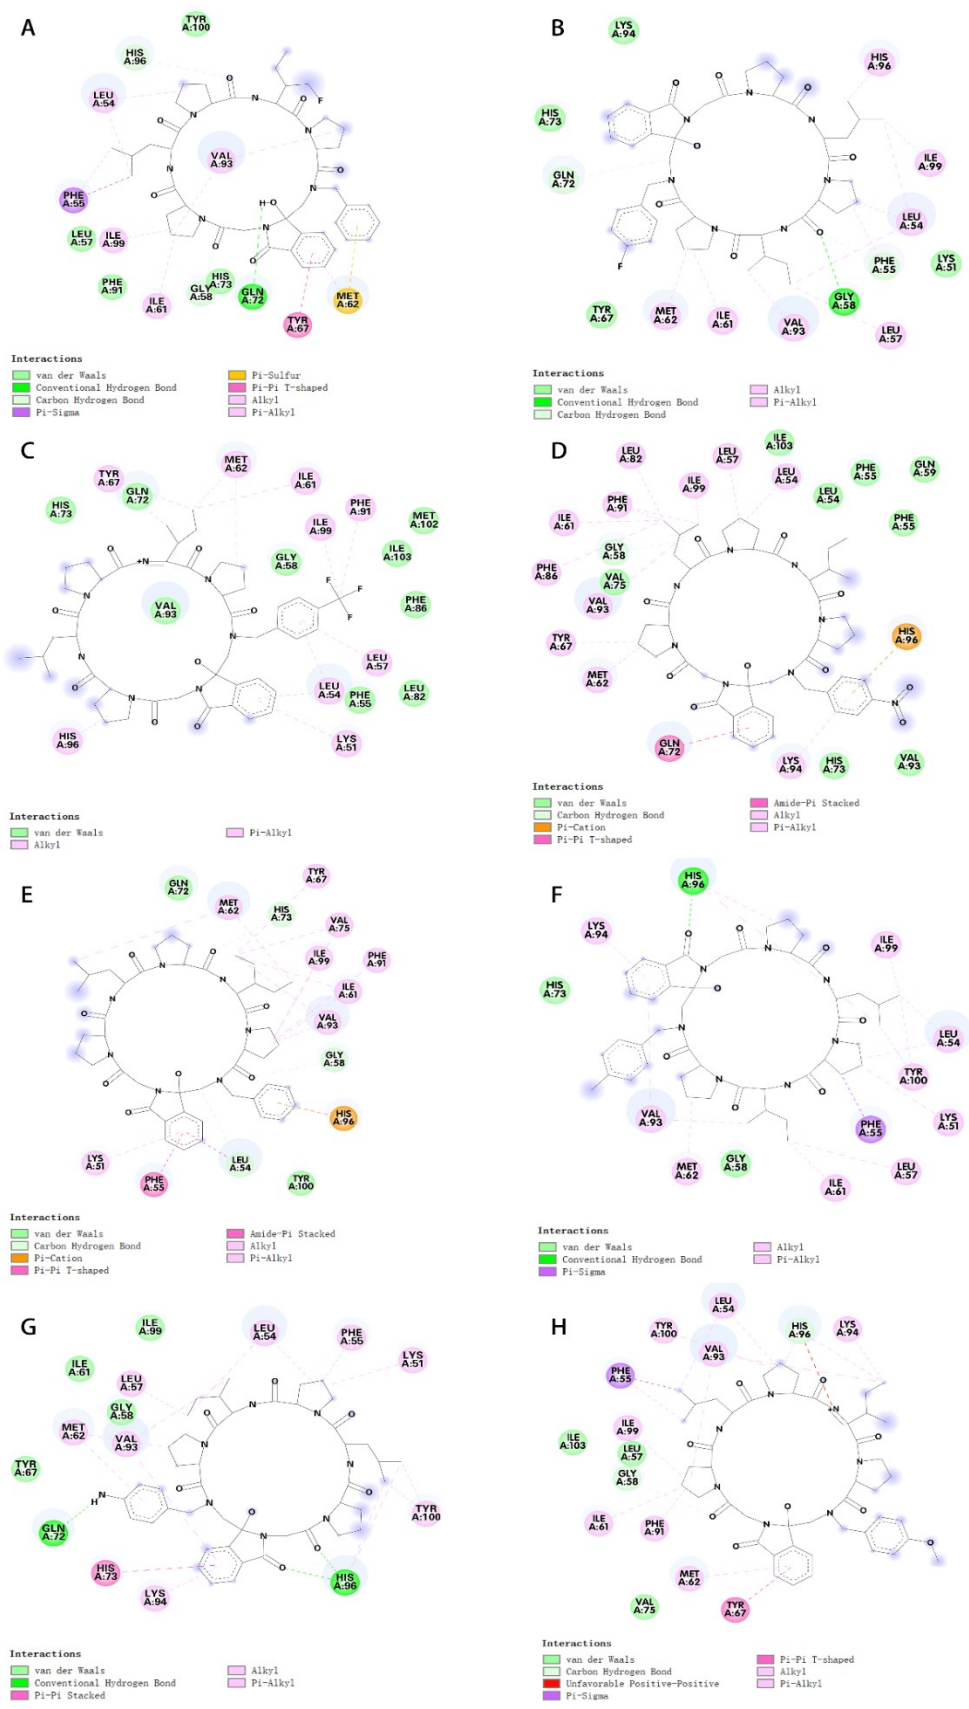 A
TYR
A:100
HIS
A:96
LEU
A:54
VAL
A:93
PHE
A:55
LEU
A:57
ILE
A:99
PHE
A:91
ILE
A:61
GLY
A:58
HIS
A:73
GLN
A:72
TYR
A:67
MET
A:62
Interactions
van der Waals
Conventional Hydrogen Bond
Carbon Hydrogen Bond
Pi-Sigma
Pi-Sulfur
Pi-Pi T-shaped
Alkyl
Pi-Alkyl
B
LYS
A:94
HIS
A:96
HIS
A:73
GLN
A:72
ILE
A:99
LEU
A:54
PHE
A:55
LYS
A:51
TYR
A:67
MET
A:62
ILE
A:61
VAL
A:93
GLY
A:58
LEU
A:57
Interactions
van der Waals
Conventional Hydrogen Bond
Carbon Hydrogen Bond
Alkyl
Pi-Alkyl
C
TYR
A:67
GLN
A:72
MET
A:62
ILE
A:61
HIS
A:73
PHE
A:91
ILE
A:99
MET
A:102
ILE
A:103
GLY
A:58
VAL
A:93
PHE
A:86
LEU
A:57
LEU
A:54
PHE
A:55
LEU
A:82
HIS
A:96
LYS
A:51
Interactions
van der Waals
Alkyl
Pi-Alkyl
D
LEU
A:82
LEU
A:57
ILE
A:103
LEU
A:54
PHE
A:55
GLN
A:59
PHE
A:91
ILE
A:99
LEU
A:54
ILE
A:61
PHE
A:55
GLY
A:58
PHE
A:86
VAL
A:75
VAL
A:93
TYR
A:67
HIS
A:96
MET
A:62
GLN
A:72
LYS
A:94
HIS
A:73
VAL
A:93
Interactions
van der Waals
Carbon Hydrogen Bond
Pi-Cation
Pi-Pi T-shaped
Amide-Pi Stacked
Alkyl
Pi-Alkyl
E
GLN
A:72
MET
A:62
HIS
A:73
TYR
A:67
VAL
A:75
ILE
A:99
PHE
A:91
ILE
A:61
VAL
A:93
GLY
A:58
HIS
A:96
LYS
A:51
PHE
A:55
LEU
A:54
TYR
A:100
Interactions
van der Waals
Carbon Hydrogen Bond
Pi-Cation
Pi-Pi T-shaped
Amide-Pi Stacked
Alkyl
Pi-Alkyl
F
HIS
A:96
LYS
A:94
ILE
A:99
HIS
A:73
LEU
A:54
TYR
A:100
LYS
A:51
VAL
A:93
PHE
A:55
MET
A:62
GLY
A:58
ILE
A:61
LEU
A:57
Interactions
van der Waals
Conventional Hydrogen Bond
Pi-Sigma
Alkyl
Pi-Alkyl
G
ILE
A:99
LEU
A:54
PHE
A:55
LYS
A:51
ILE
A:61
LEU
A:57
GLY
A:58
MET
A:62
VAL
A:93
TYR
A:67
GLN
A:72
TYR
A:100
HIS
A:73
LYS
A:94
HIS
A:96
Interactions
van der Waals
Conventional Hydrogen Bond
Pi-Pi Stacked
Alkyl
Pi-Alkyl
H
LEU
A:54
TYR
A:100
VAL
A:93
HIS
A:96
LYS
A:94
PHE
A:55
ILE
A:99
ILE
A:103
LEU
A:57
GLY
A:58
ILE
A:61
PHE
A:91
MET
A:62
VAL
A:75
TYR
A:67
Interactions
van der Waals
Carbon Hydrogen Bond
Unfavorable Positive-Positive
Pi-Sigma
Pi-Pi T-shaped
Alkyl
Pi-Alkyl